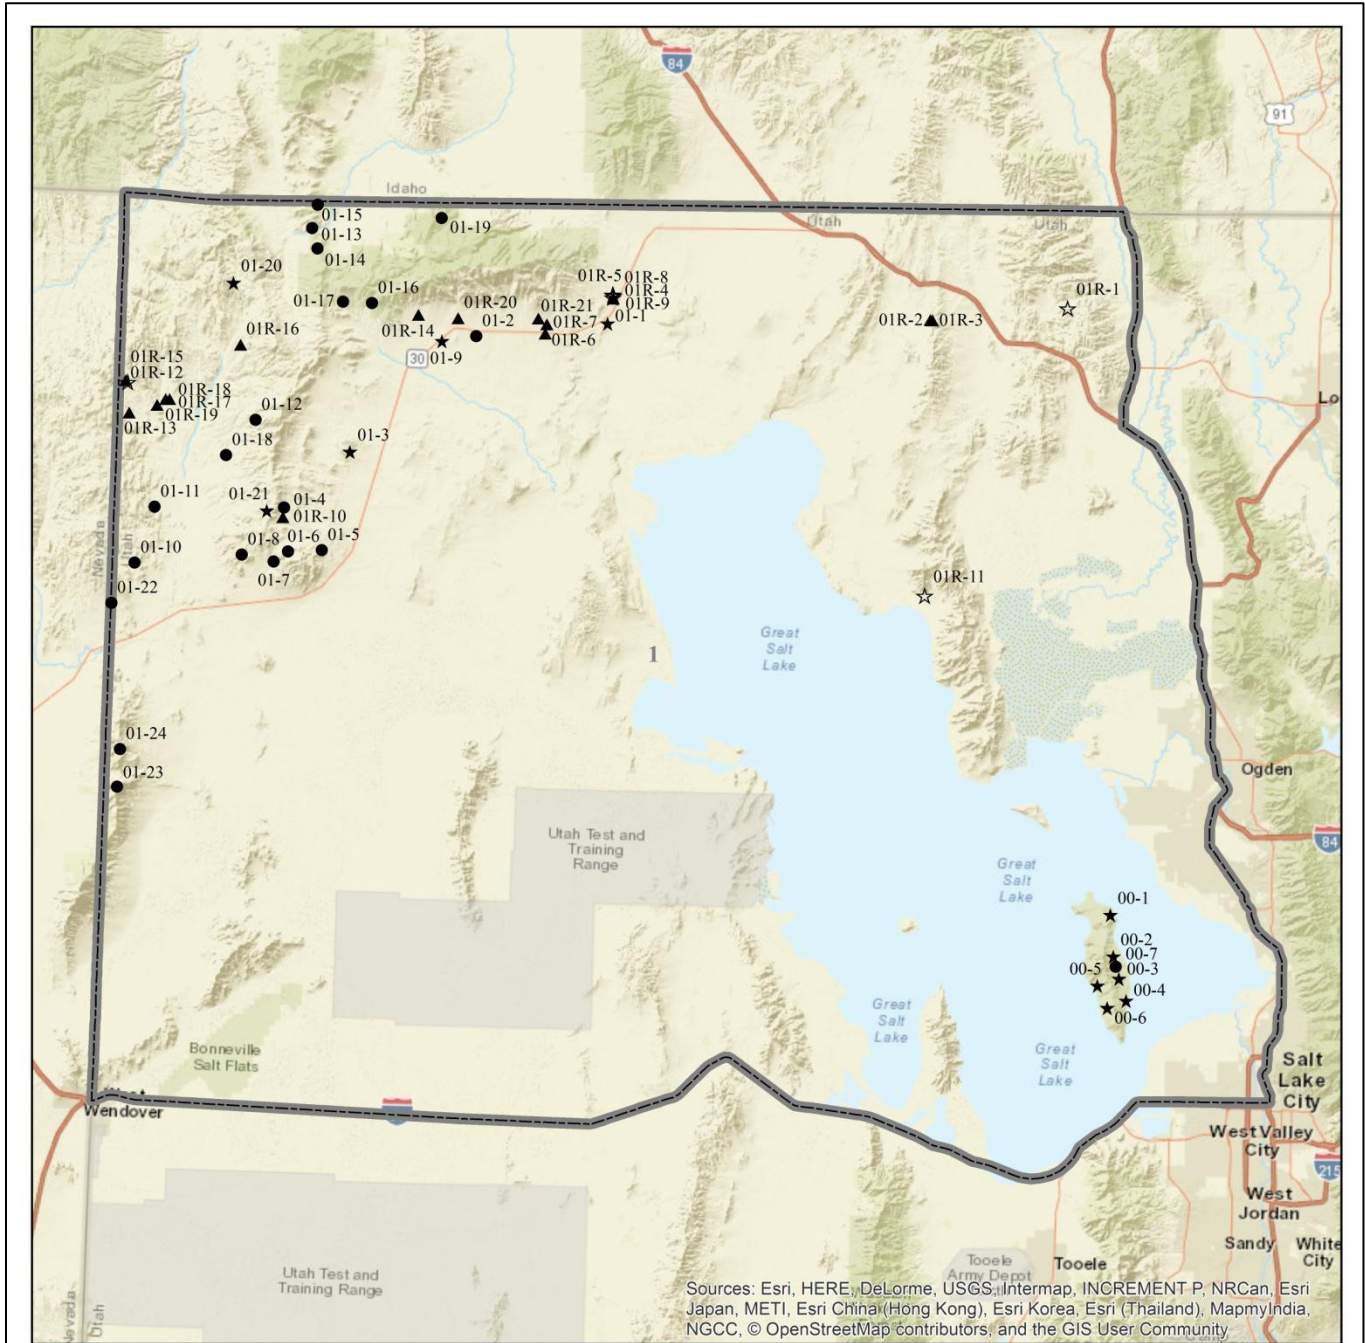 84
91
Idaho
Utah
Utah
01-15
01-13
01-14
01-19
01-20
01-17
01-16
01R-16
01R-14
01R-20
01-2
01-9
30
01R-21
01R-7
01R-6
01R-5
01R-8
01R-4
01R-9
01-1
01R-2
01R-3
01R-1
01R-15
01R-12
01R-18
01R-17
01R-19
01R-13
01-12
01-18
01-3
Lo
01-11
01-21
01-4
01R-10
01-10
01-8
01-6
01-5
01-7
01-22
Nevada
Utah
01R-11
Great
Salt
Lake
1
01-24
01-23
Ogden
84
Utah Test and
Training
Range
Great
Salt
Lake
00-1
00-2
00-7
00-5
00-3
00-4
00-6
Great
Salt
Lake
Great
Salt
Lake
Bonneville
Salt Flats
Wendover
Salt
Lake
City
West Valley
City
215
West
Jordan
Sandy
White
City
Tooele
Army Depot
Tooele
Utah Test and
Training Range
Nevada
Utah
Sources: Esri, HERE, DeLorme, USGS, Intermap, INCREMENT P, NRCan, Esri
Japan, METI, Esri China (Hong Kong), Esri Korea, Esri (Thailand), MapmyIndia,
NGCC, © OpenStreetMap contributors, and the GIS User Community